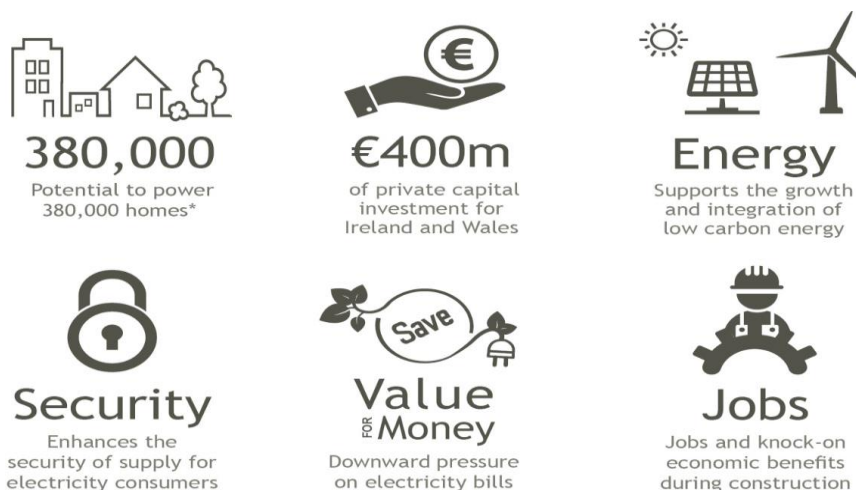 380,000
Potential to power
380,000 homes*
€
€400m
of private capital
investment for
Ireland and Wales
Energy
Supports the growth
and integration of
low carbon energy
Security
Enhances the
security of supply for
electricity consumers
Save
Value
FOR Money
Downward pressure
on electricity bills
Jobs
Jobs and knock-on
economic benefits
during construction